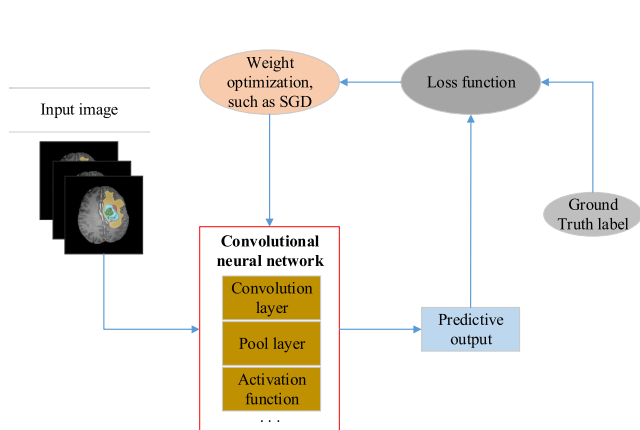 Input image
Weight
optimization,
such as SGD
Loss function
Ground
Truth label
Convolutional
neural network
Convolution
layer
Pool layer
Activation
function
...
Predictive
output